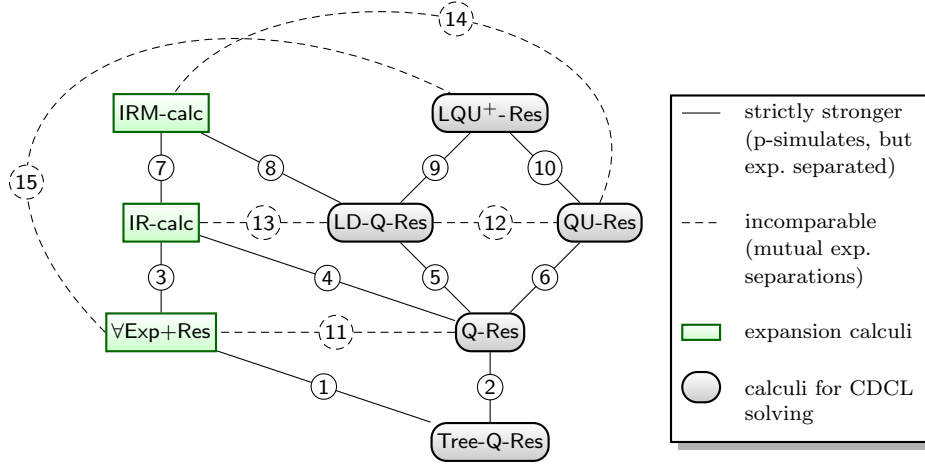 14
IRM-calc
LQU⁺- Res
strictly stronger
(p-simulates, but
exp. separated)
7
8
9
10
15
IR-calc
13
LD-Q-Res
12
QU-Res
incomparable
(mutual exp.
separations)
3
4
5
6
∀Exp+Res
11
Q-Res
expansion calculi
1
2
calculi for CDCL
solving
Tree-Q-Res